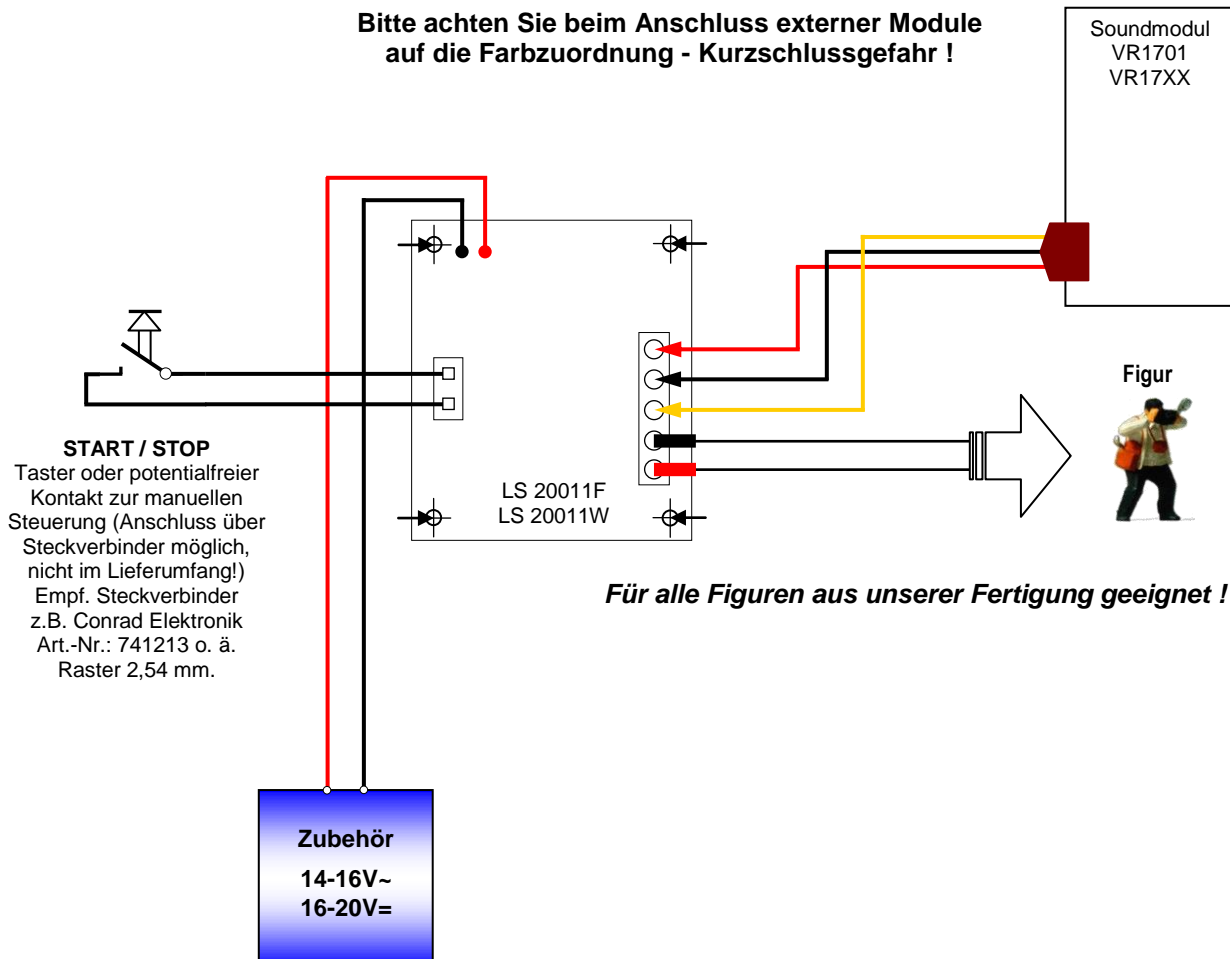 Bitte achten Sie beim Anschluss externer Module
auf die Farbzuordnung - Kurzschlussgefahr !
Soundmodul
VR1701
VR17XX
Figur
START / STOP
Taster oder potentialfreier
Kontakt zur manuellen
Steuerung (Anschluss über
Steckverbinder möglich,
nicht im Lieferumfang!)
Empf. Steckverbinder
z.B. Conrad Elektronik
Art.-Nr.: 741213 o. ä.
Raster 2,54 mm.
LS 20011F
LS 20011W
Für alle Figuren aus unserer Fertigung geeignet !
Zubehör
14-16V~
16-20V=